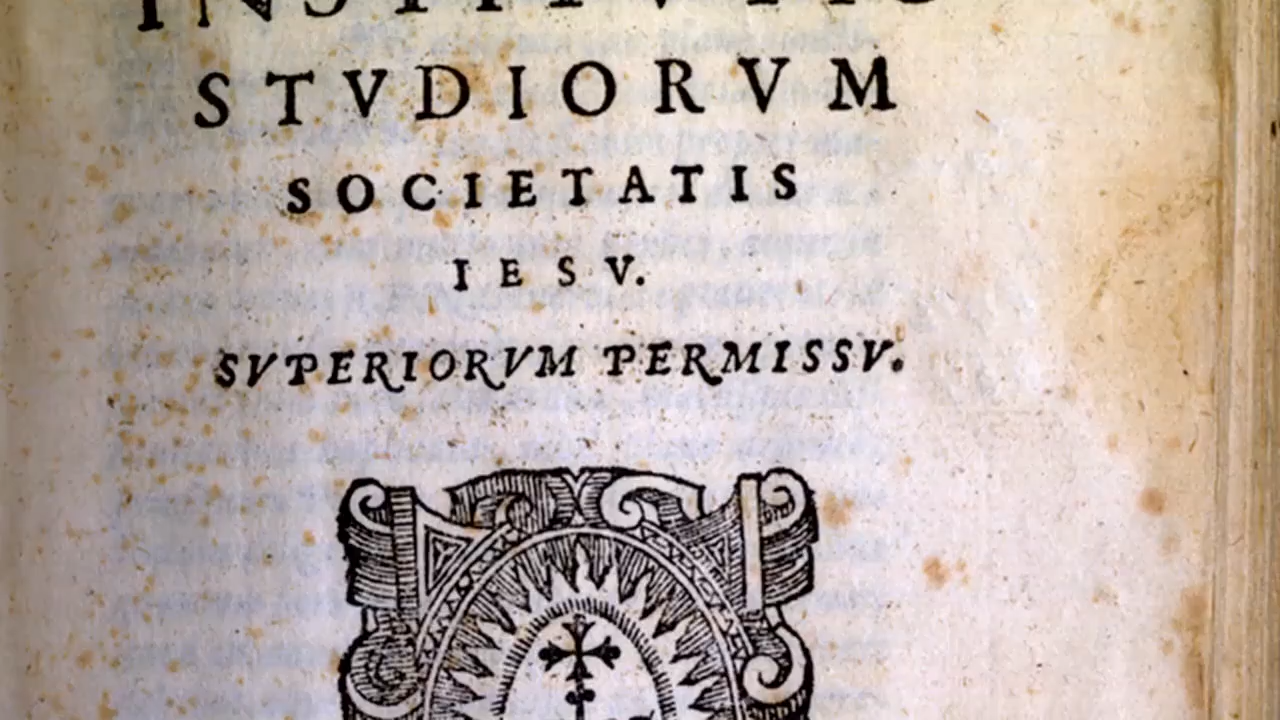 INSTITVTIO
STVDIORVM
SOCIETATIS
IESV.
SVPERIORVM PERMISSV.